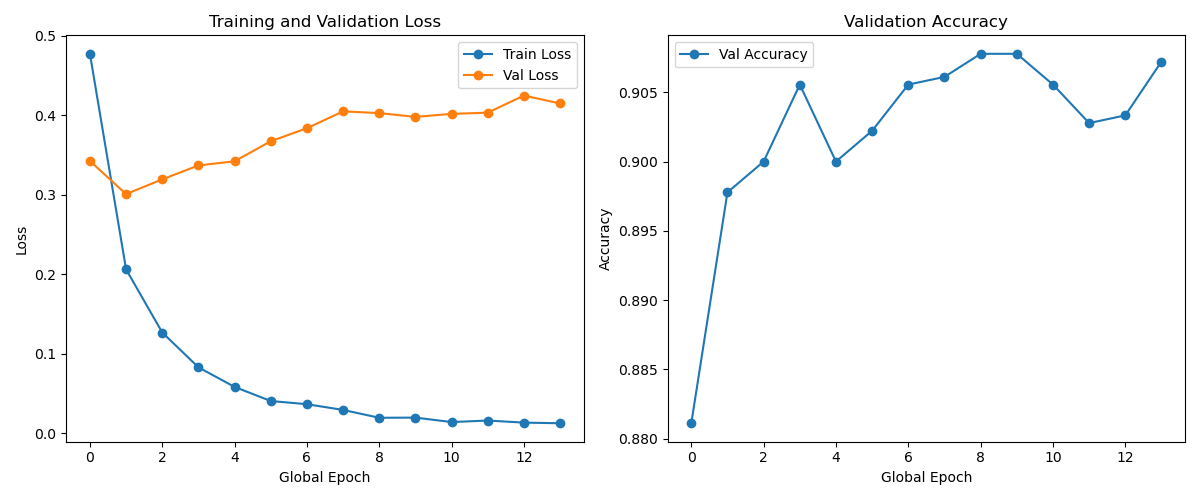 Training and Validation Loss
Train Loss
Val Loss
0.5
0.4
0.3
0.2
0.1
0.0
Loss
0 2 4 6 8 10 12
Global Epoch
Validation Accuracy
Val Accuracy
0.905
0.900
0.895
0.890
0.885
0.880
Accuracy
0 2 4 6 8 10 12
Global Epoch